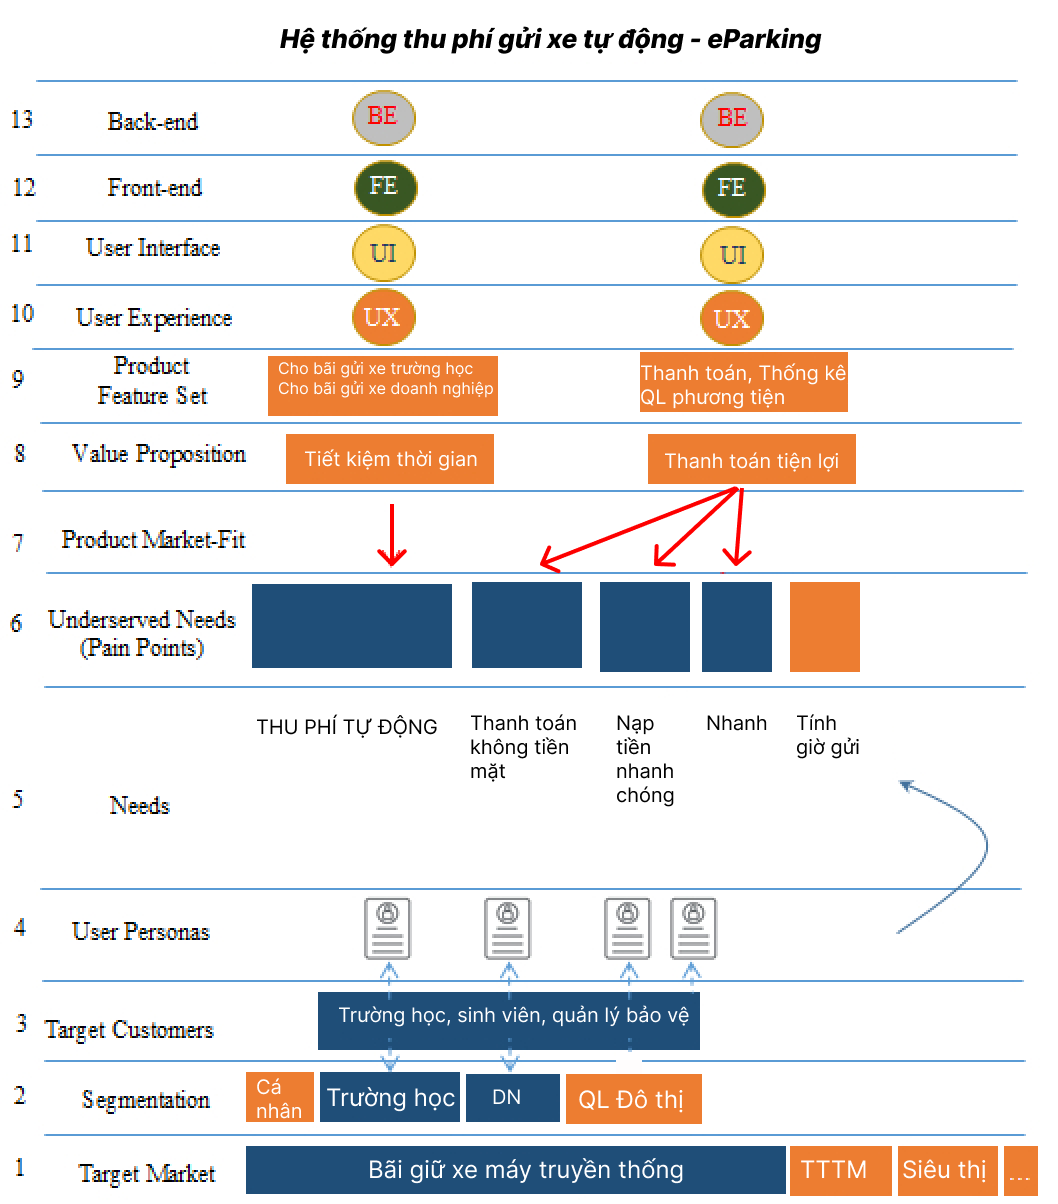 Hệ thống thu phí gửi xe tự động - eParking
13
Back-end
BE
BE
12
Front-end
FE
FE
11
User Interface
UI
UI
10
User Experience
UX
UX
9
Product
Feature Set
Cho bãi gửi xe trường học
Cho bãi gửi xe doanh nghiệp
Thanh toán, Thống kê
QL phương tiện
8
Value Proposition
Tiết kiệm thời gian
Thanh toán tiện lợi
7
Product Market-Fit
6
Underserved Needs
(Pain Points)
5
Needs
THU PHÍ TỰ ĐỘNG
Thanh toán
không tiền
mặt
Nạp
tiền
nhanh
chóng
Nhanh
Tính
giờ gửi
4
User Personas
3
Target Customers
Trường học, sinh viên, quản lý bảo vệ
2
Segmentation
Cá
nhân
Trường học
DN
QL Đô thị
1
Target Market
Bãi giữ xe máy truyền thống
TTTM
Siêu thị
...